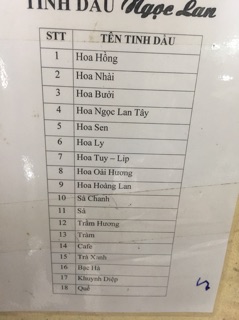 TINH DẦU Ngọc Lan
STT TÊN TINH DẦU
1 Hoa Hồng
2 Hoa Nhài
3 Hoa Bưởi
4 Hoa Ngọc Lan Tây
5 Hoa Sen
6 Hoa Ly
7 Hoa Tuy – Lip
8 Hoa Oải Hương
9 Hoa Hoàng Lan
10 Sả Chanh
11 Sả
12 Trầm Hương
13 Tràm
14 Cafe
15 Trà Xanh
16 Bạc Hà
17 Khuynh Diệp
18 Quế